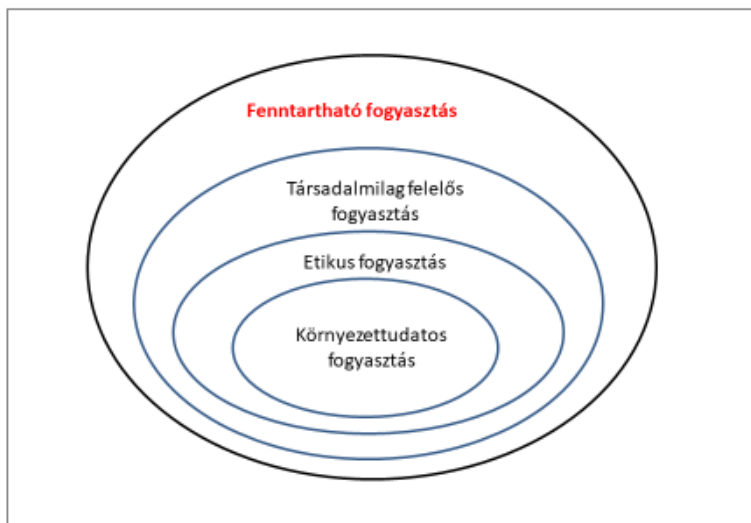 Fenntartható fogyasztás
Társadalmilag felelős
fogyasztás
Etikus fogyasztás
Környezettudatos
fogyasztás